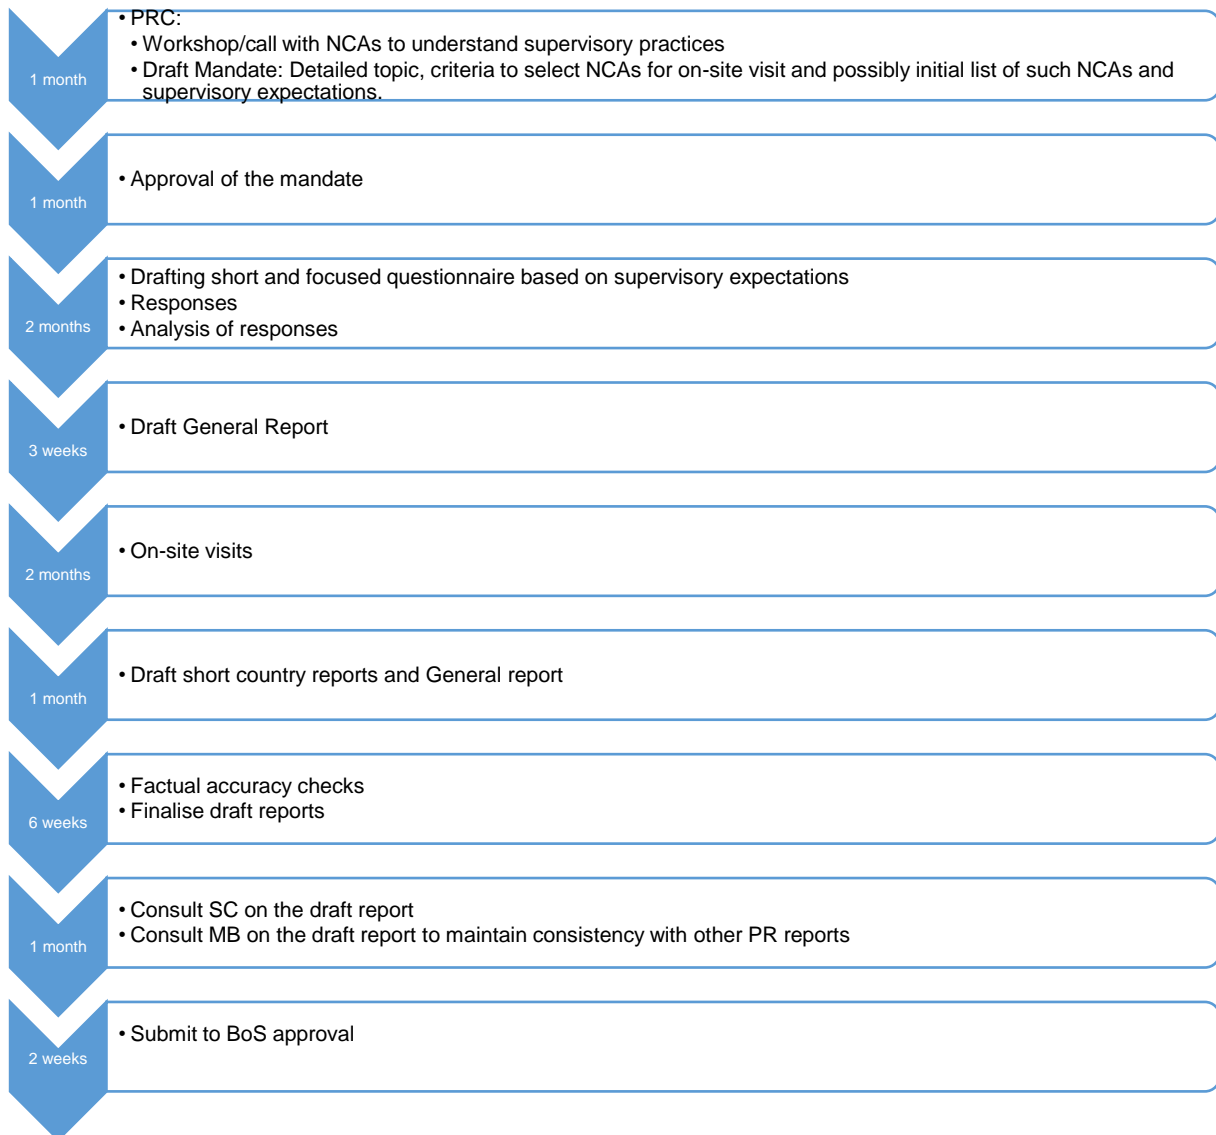 • PRC:
• Workshop/call with NCAs to understand supervisory practices
• Draft Mandate: Detailed topic, criteria to select NCAs for on-site visit and possibly initial list of such NCAs and
supervisory expectations.
1 month
• Approval of the mandate
1 month
• Drafting short and focused questionnaire based on supervisory expectations
• Responses
• Analysis of responses
2 months
• Draft General Report
3 weeks
• On-site visits
2 months
• Draft short country reports and General report
1 month
• Factual accuracy checks
• Finalise draft reports
6 weeks
• Consult SC on the draft report
• Consult MB on the draft report to maintain consistency with other PR reports
1 month
• Submit to BoS approval
2 weeks